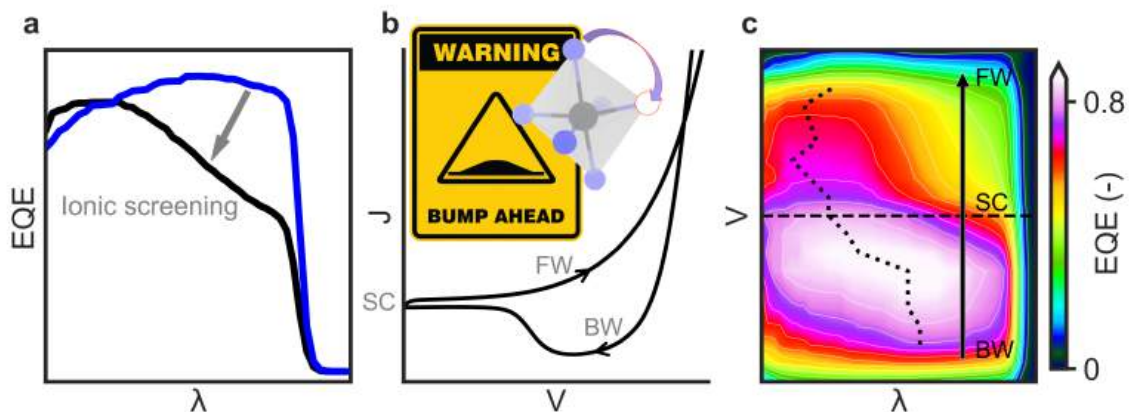 a
EQE
Ionic screening
λ
b
WARNING
BUMP AHEAD
J
FW
SC
BW
V
c
FW
0.8
SC
V
EQE (-)
BW
0
λ